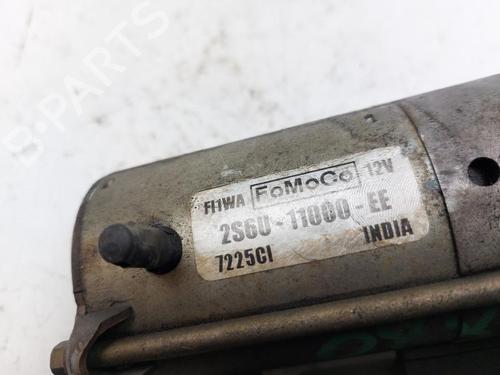 B-PARTS
FI1WA FoMoCo 12V
2S6U-11000-EE
7225CI INDIA